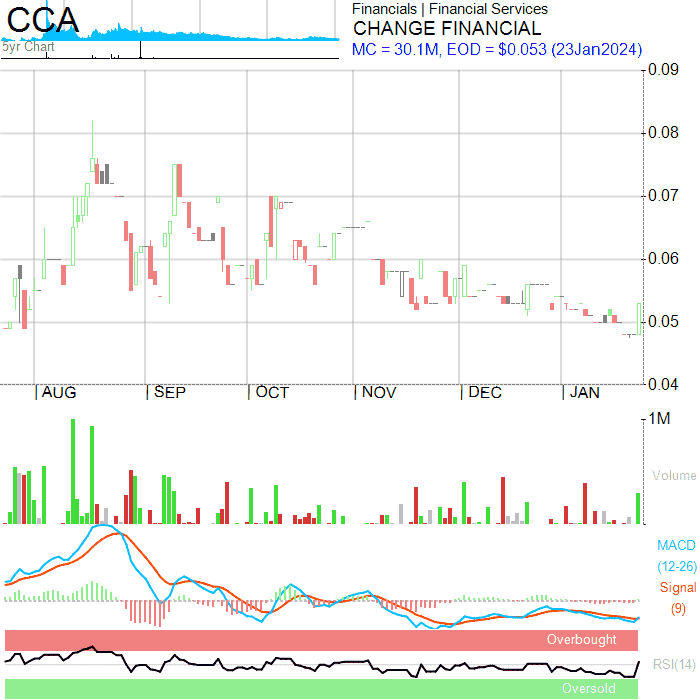 CCA
5yr Chart
Financials | Financial Services
CHANGE FINANCIAL
MC = 30.1M, EOD = $0.053 (23Jan2024)
0.09
0.08
0.07
0.06
0.05
0.04
AUG SEP OCT NOV DEC JAN
1M
Volume
MACD
(12-26)
Signal
(9)
Overbought
RSI(14)
Oversold